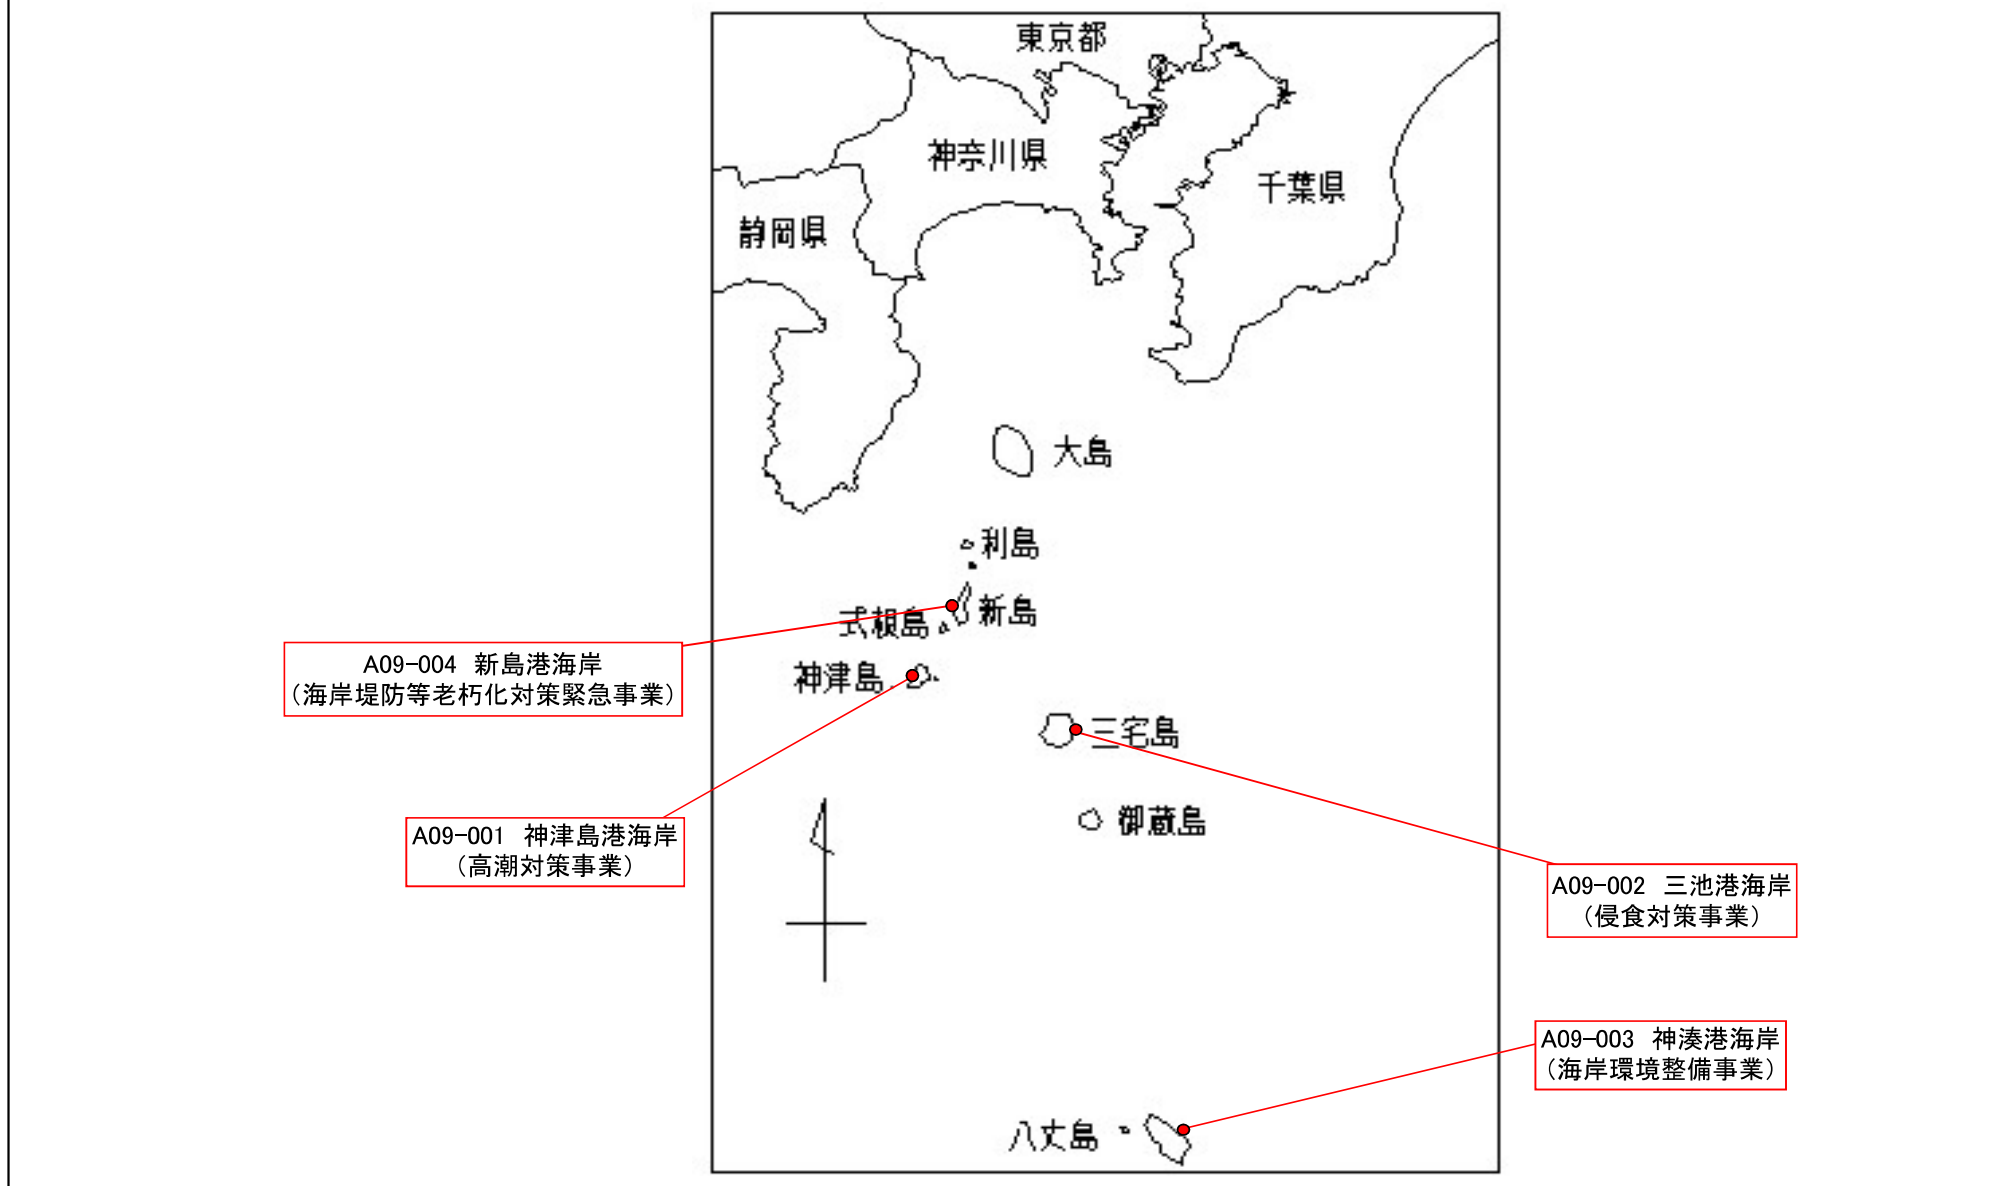 東京都
神奈川県
千葉県
静岡県
大島
利島
新島
式根島
A09-004 新島港海岸
(海岸堤防等老朽化対策緊急事業)
神津島
三宅島
御蔵島
A09-001 神津島港海岸
(高潮対策事業)
A09-002 三池港海岸
(侵食対策事業)
A09-003 神湊港海岸
(海岸環境整備事業)
八丈島